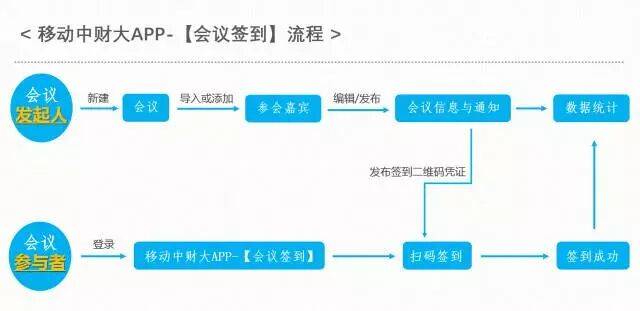 < 移动中财大APP-【会议签到】流程 >
会议
发起人
新建
会议
导入或添加
参会嘉宾
编辑/发布
会议信息与通知
数据统计
发布签到二维码凭证
会议
参与者
登录
移动中财大APP-【会议签到】
扫码签到
签到成功